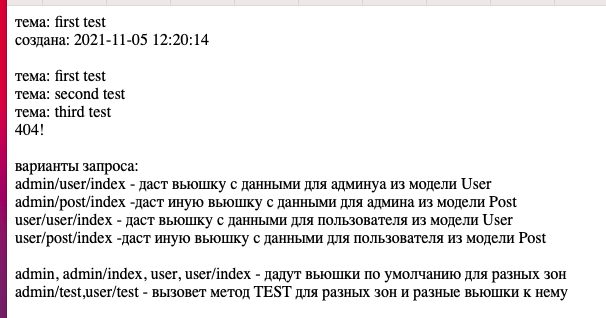 тема: first test
создана: 2021-11-05 12:20:14
тема: first test
тема: second test
тема: third test
404!
варианты запроса:
admin/user/index - даст вьюшку с данными для админуа из модели User
admin/post/index -даст иную вьюшку с данными для админа из модели Post
user/user/index - даст вьюшку с данными для пользователя из модели User
user/post/index -даст иную вьюшку с данными для пользователя из модели Post
admin, admin/index, user, user/index - дадут вьюшки по умолчанию для разных зон
admin/test,user/test - вызовет метод TEST для разных зон и разные вьюшки к нему